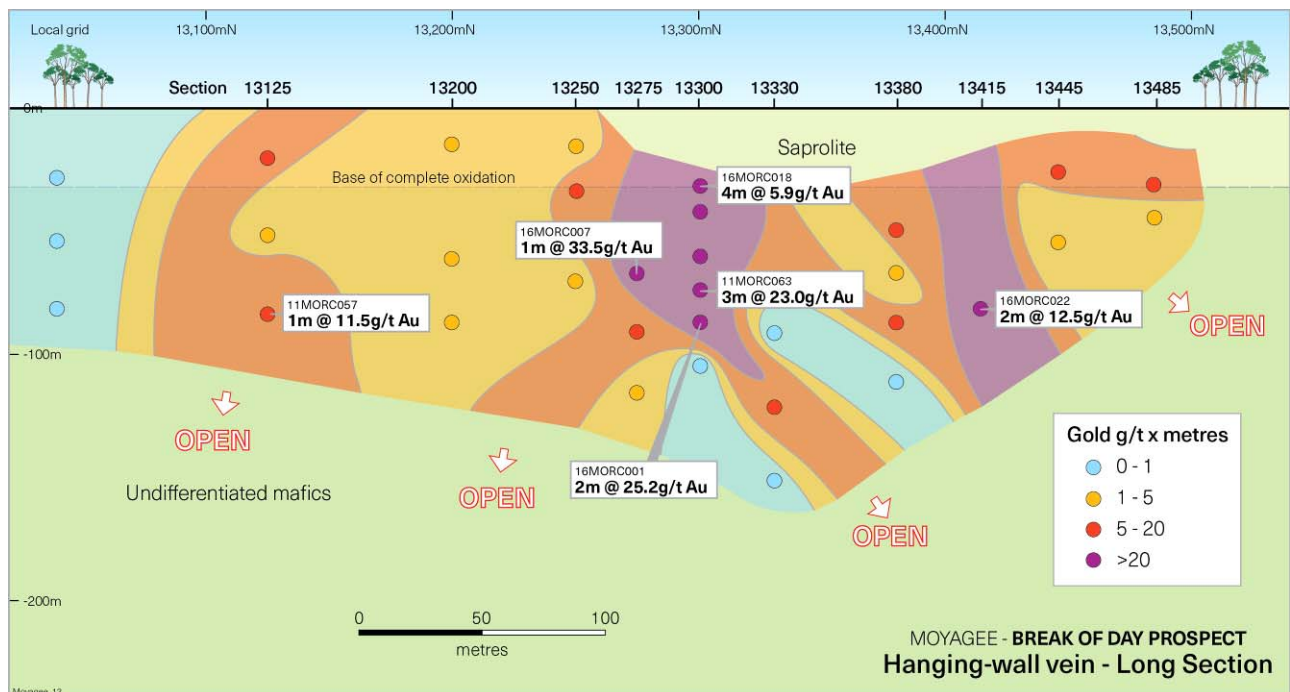 Local grid
13,100mN 13,200mN 13,300mN 13,400mN 13,500mN
Section 13125 13200 13250 13275 13300 13330 13380 13415 13445 13485
0m
Saprolite
Base of complete oxidation
16MORC018
4m @ 5.9g/t Au
16MORC007
1m @ 33.5g/t Au
11MORC063
3m @ 23.0g/t Au
11MORC057
1m @ 11.5g/t Au
16MORC022
2m @ 12.5g/t Au
OPEN
-100m
OPEN
OPEN
16MORC001
2m @ 25.2g/t Au
OPEN
Undifferentiated mafics
Gold g/t x metres
0 - 1
1 - 5
5 - 20
>20
-200m
0 50 100
metres
MOYAGEE - BREAK OF DAY PROSPECT
Hanging-wall vein - Long Section